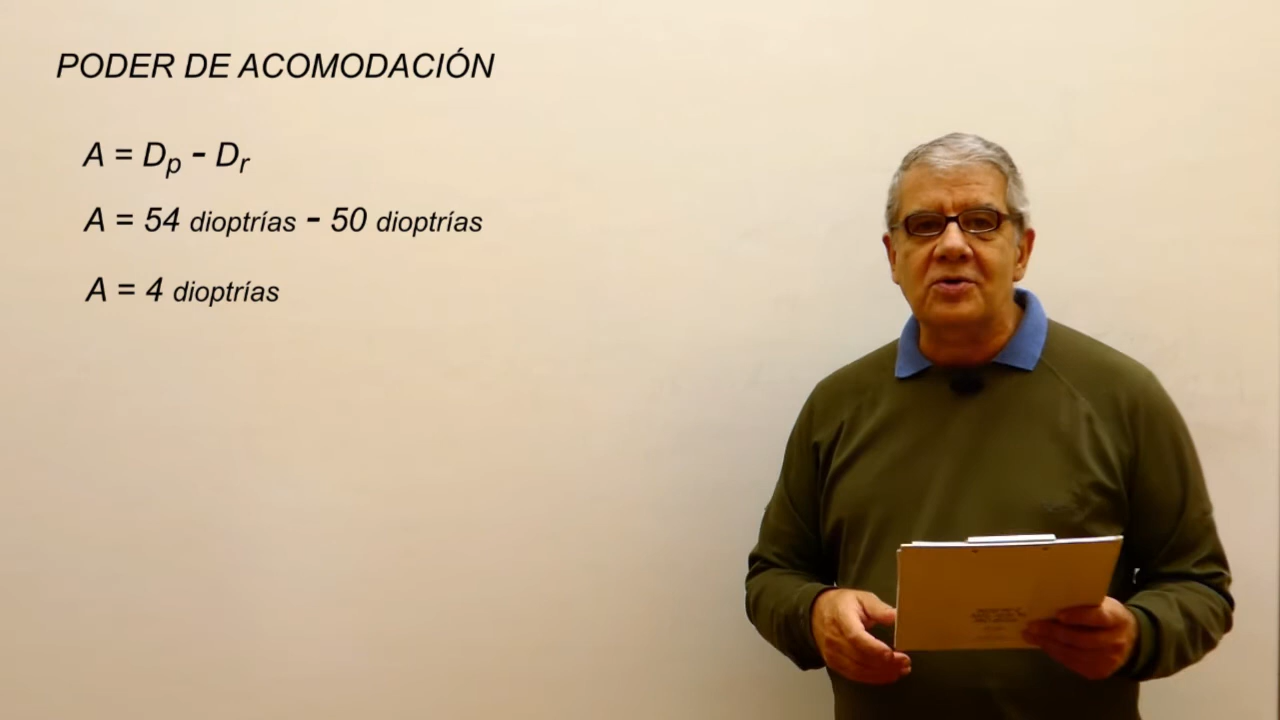 PODER DE ACOMODACIÓN
A = Dp - Dr
A = 54 dioptrías - 50 dioptrías
A = 4 dioptrías